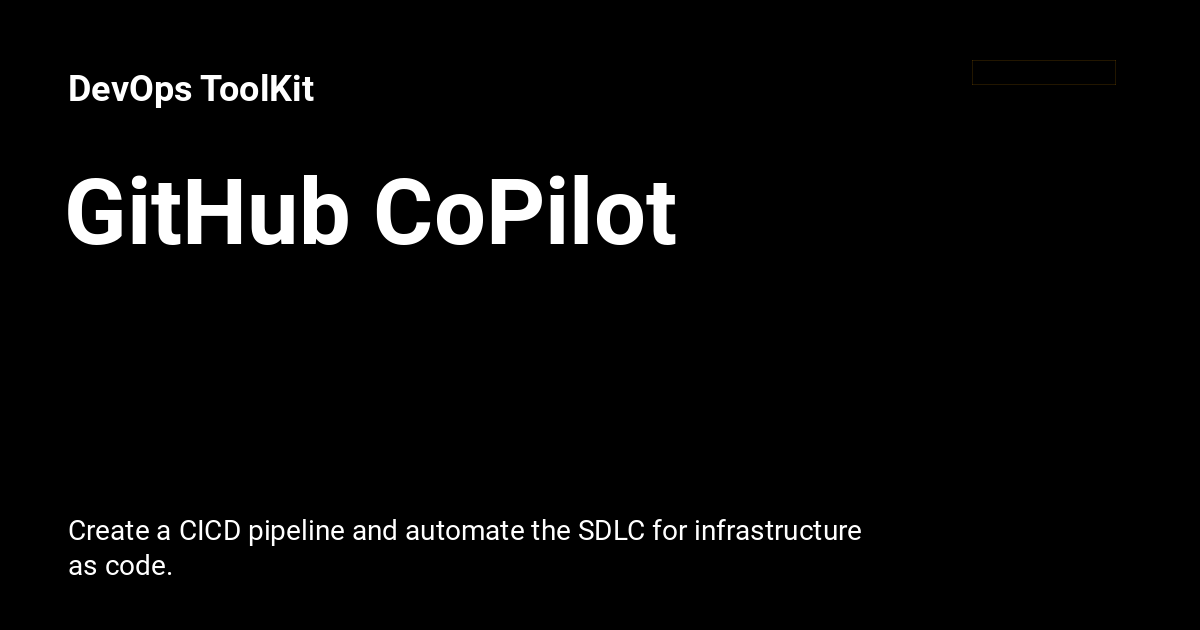 DevOps ToolKit
GitHub CoPilot
Create a CICD pipeline and automate the SDLC for infrastructure
as code.